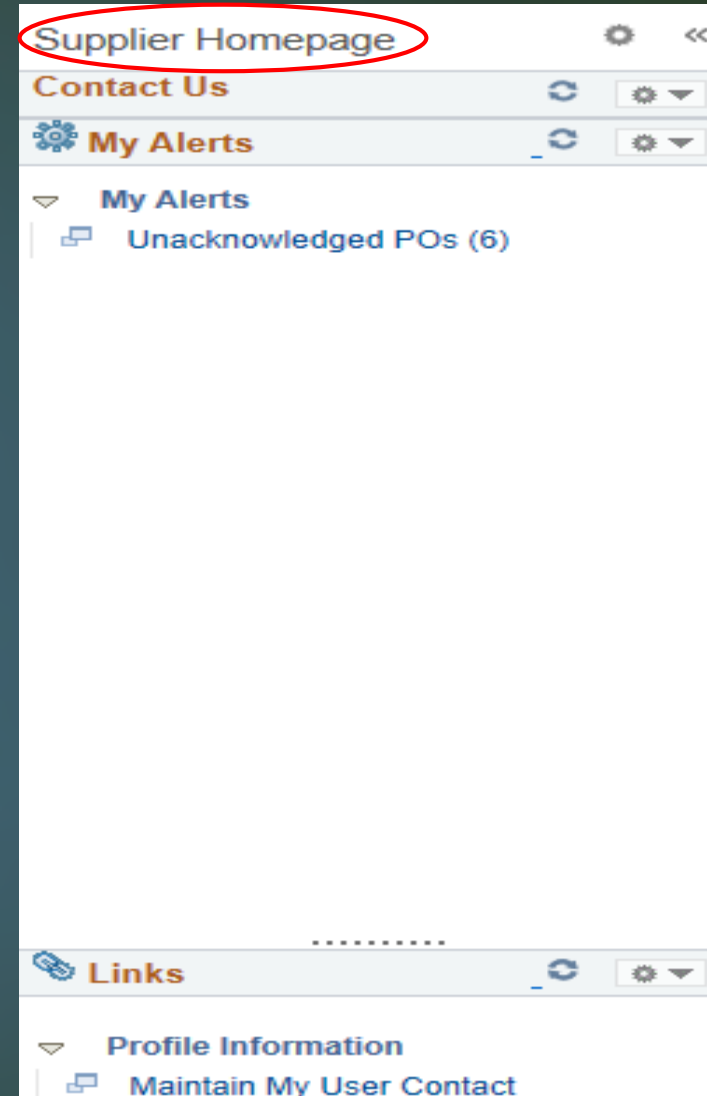 Supplier Homepage
Contact Us
My Alerts
My Alerts
Unacknowledged POs (6)
Links
Profile Information
Maintain My User Contact